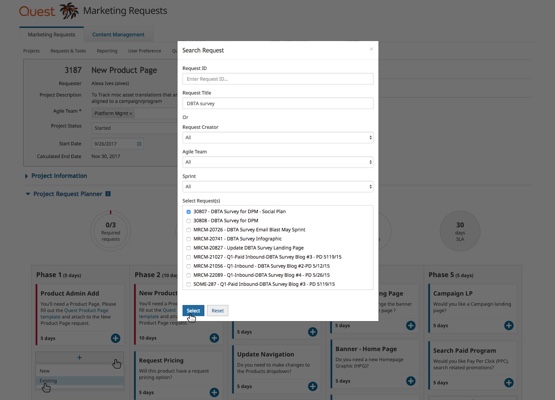 Quest
Marketing Requests
Marketing Requests
Content Management
Projects
Requests & Tasks
Reporting
User Preference
3187
New Product Page
Requester
Project Description
To Track moc asset translations that are
aligned to a campaign/program
Agile Team *
Platform Mgmt ×
Project Status
Started
Start Date
9/26/2017
Calculated End Date
Nov 30, 2017
Project Information
Project Request Planner
0/3
Required
requests
30
days
SLA
Search Request
×
Request ID
Enter Request ID...
Request Title
DBTA survey
Or
Request Creator
All
Agile Team
All
Sprint
All
Select Request(s)
30807 - DBTA Survey for DPM - Social Plan
30808 - DBTA Survey for DPM
MRCM-20726 - DBTA Survey Email Blast May Sprint
MRCM-20741 - DBTA Survey Infographic
MRCM-20827 - Update DBTA Survey Landing Page
MRCM-21027 - Q1-Paid Inbound-DBTA Survey Blog #3 - PD 5119/15
MRCM-21056 - Q1-Inbound - DBTA Survey Blog #2-PD 5/12/15
MRCM-22089 - Q1-Inbound-DBTA Survey Blog #4 - PD 5/26/15
SOME-287 - Q1-Paid Inbound-DBTA Survey Blog #3 - PD 5119/15
Select
Reset
Phase 1 (5 days)
Product Admin Add
You'll need a Product Page. Please
fill out the Quest Product Page
template and attach to the New
Product Page request.
5 days
New
Existing
Phase 2
New Product
You'll need
fill out the
template
Product Page
10 days
Request Pricing
Will this product have a request
pricing option?
5 days
5 days
Update Navigation
Do you need to make changes to
the Products dropdown?
5 days
5 days
Banner - Home Page
Do you need a new Homepage
Graphic (HPG)?
5 days
Phase 5 (5 days)
Campaign LP
Would you like a Campaign landing
page?
5 days
Search Paid Program
Would you like Pay Per Click (PPC),
search related promotions?
5 days